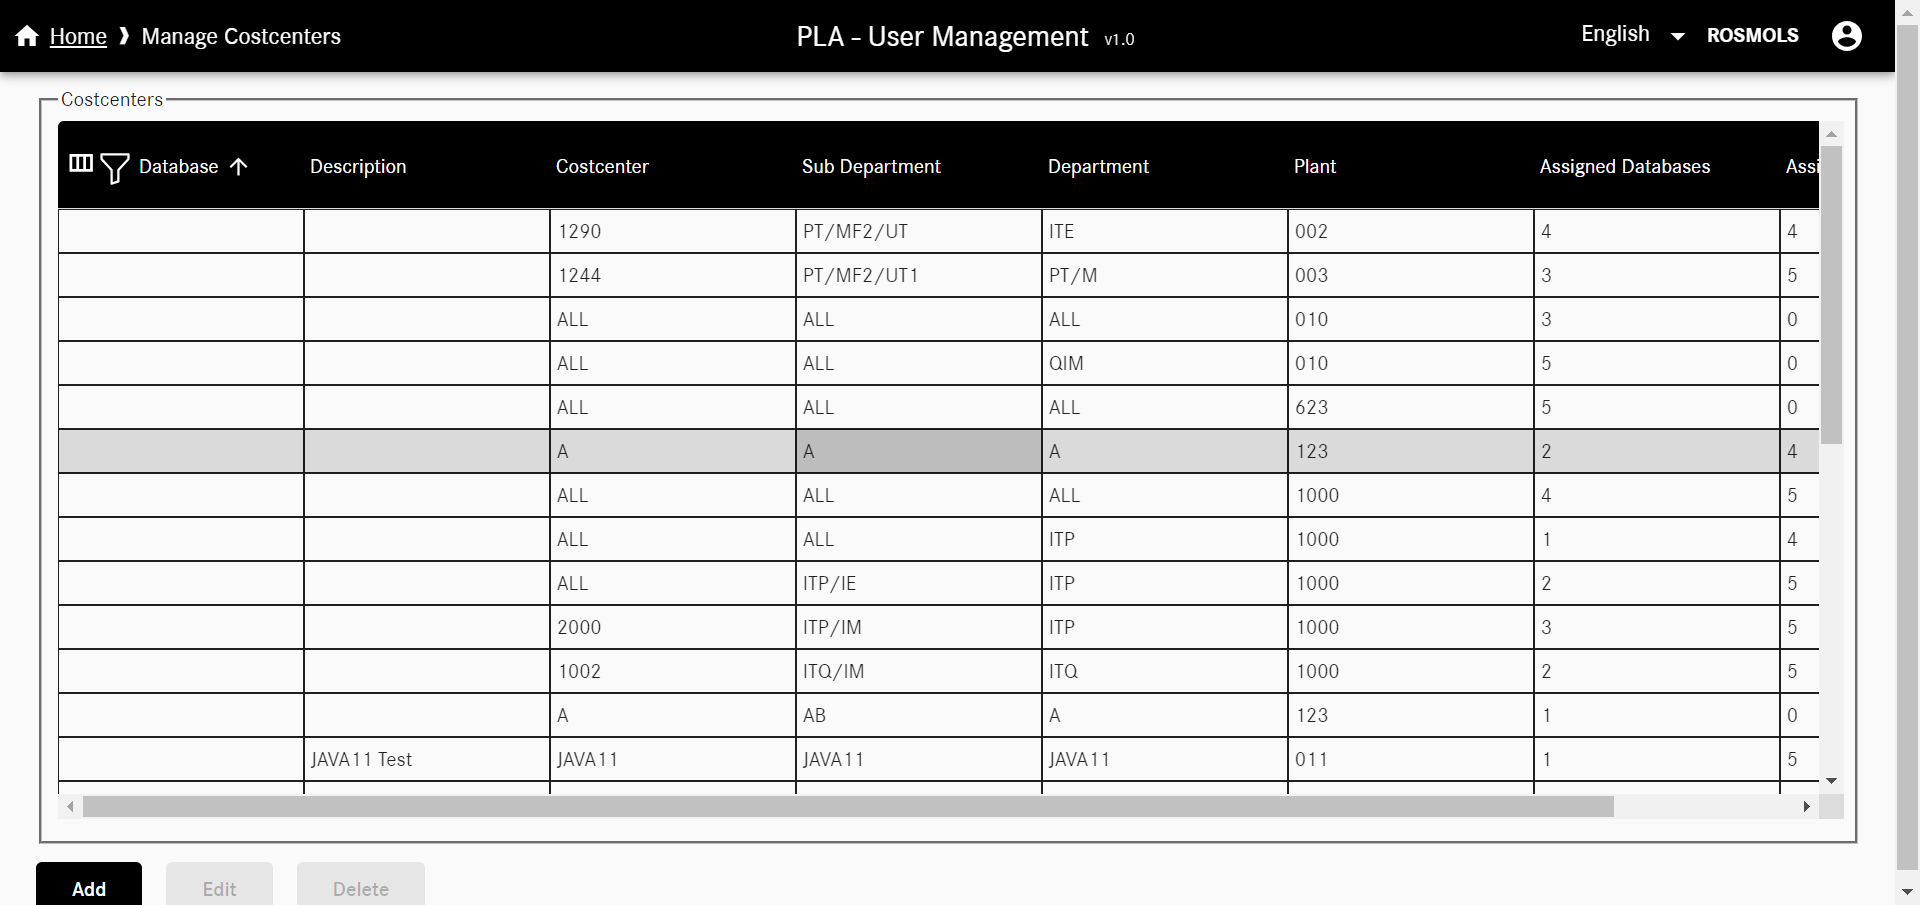 Home ❱ Manage Costcenters PLA - User Management v1.0 English ROSMOLS
Costcenters
Database Description Costcenter Sub Department Department Plant Assigned Databases Assi
1290 PT/MF2/UT ITE 002 4 4
1244 PT/MF2/UT1 PT/M 003 3 5
ALL ALL ALL 010 3 0
ALL ALL QIM 010 5 0
ALL ALL ALL 623 5 0
A A A 123 2 4
ALL ALL ALL 1000 4 5
ALL ALL ITP 1000 1 4
ALL ITP/IE ITP 1000 2 5
2000 ITP/IM ITP 1000 3 5
1002 ITQ/IM ITQ 1000 2 5
A AB A 123 1 0
JAVA11 Test JAVA11 JAVA11 JAVA11 011 1 5
Add Edit Delete